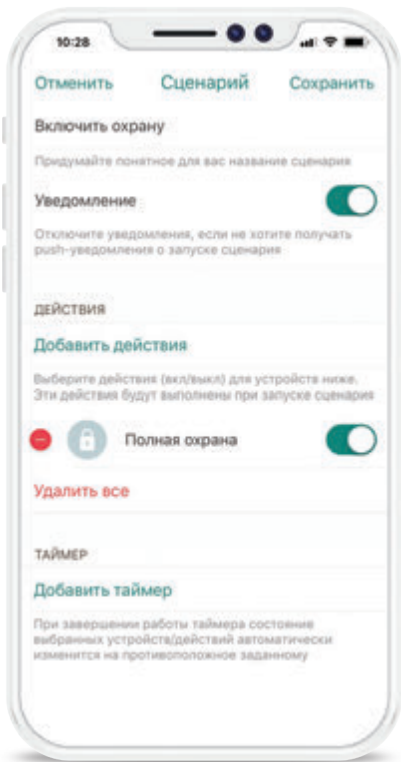 10:28
Отменить Сценарий Сохранить
Включить охрану
Придумайте понятное для вас название сценария
Уведомление
Отключите уведомления, если не хотите получать
push-уведомления о запуске сценария
ДЕЙСТВИЯ
Добавить действия
Выберите действия (вкл/выкл) для устройств ниже.
Эти действия будут выполнены при запуске сценария
Полная охрана
Удалить все
ТАЙМЕР
Добавить таймер
При завершении работы таймера состояние
выбранных устройств/действий автоматически
изменится на противоположное заданному